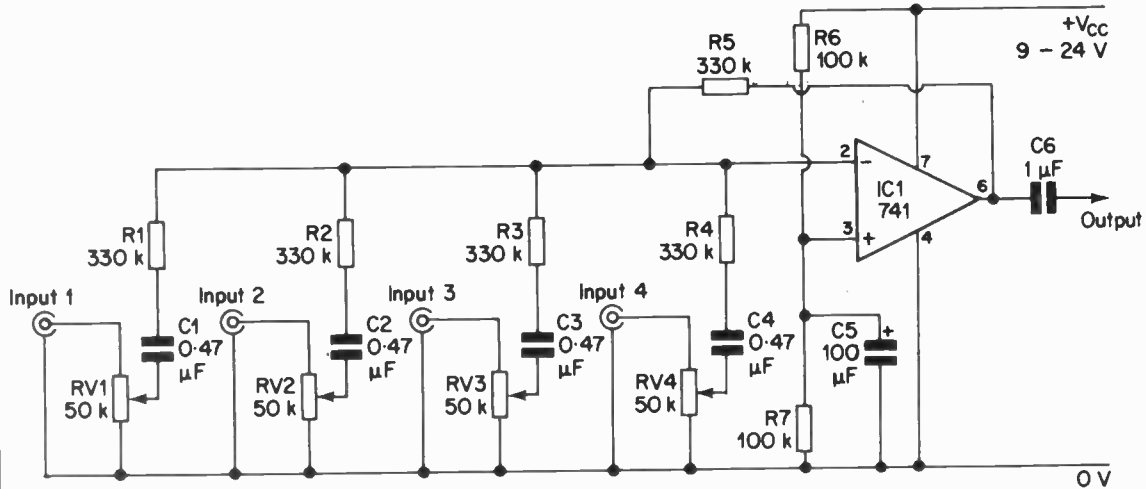 +VCC
9 – 24 V
R5
330 k
R6
100 k
2
−
7
IC1
741
6
3
+
4
C6
1 µF
Output
R1
330 k
R2
330 k
R3
330 k
R4
330 k
Input 1
Input 2
Input 3
Input 4
C1
0·47
µF
C2
0·47
µF
C3
0·47
µF
C4
0·47
µF
C5
+
100
µF
RV1
50 k
RV2
50 k
RV3
50 k
RV4
50 k
R7
100 k
0 V